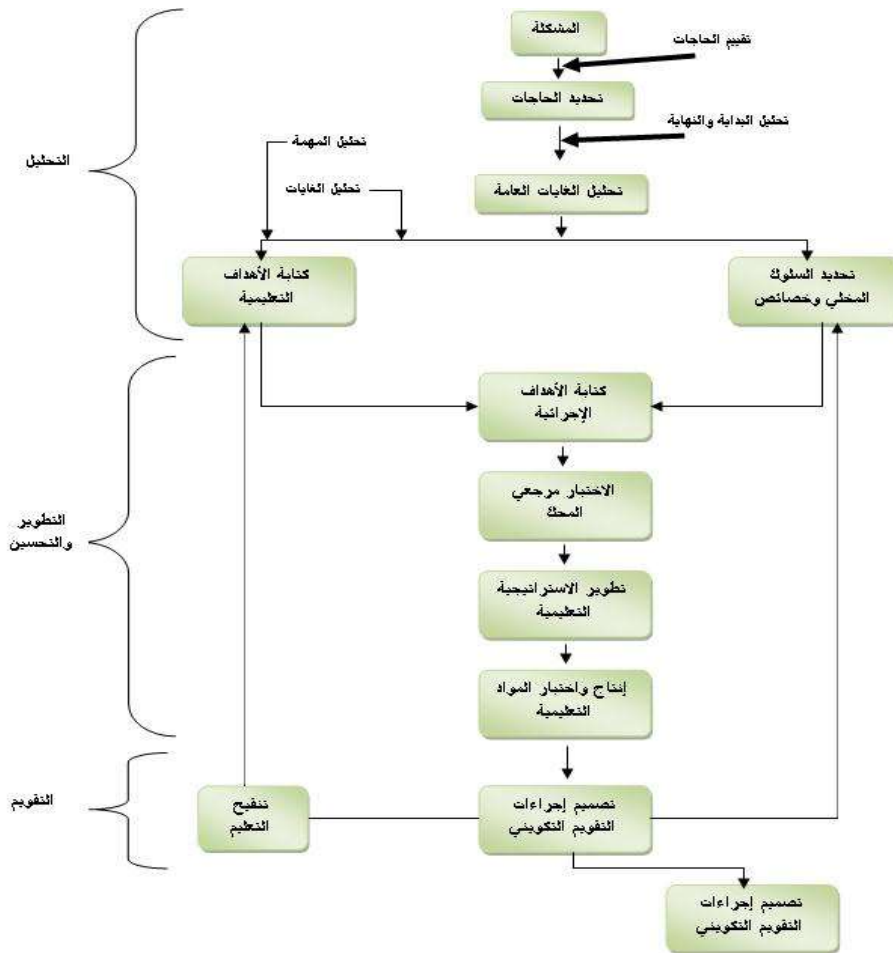 المشكلة
تقييم الحاجات
تحديد الحاجات
تحليل البداية والنهاية
تحليل المهمة
التحليل
تحليل الغايات العامة
تحليل الغايات
كتابة الأهداف
التعليمية
تحديد السلوك
المخلي وخصائص
كتابة الأهداف
الإجرائية
الاختبار مرجعي
المحك
التطوير
والتحسين
تطوير الاستراتيجية
التعليمية
إنتاج واختبار المواد
التعليمية
التقويم
تنقيح
التعليم
تصميم إجراءات
التقويم التكويني
تصميم إجراءات
التقويم التكويني